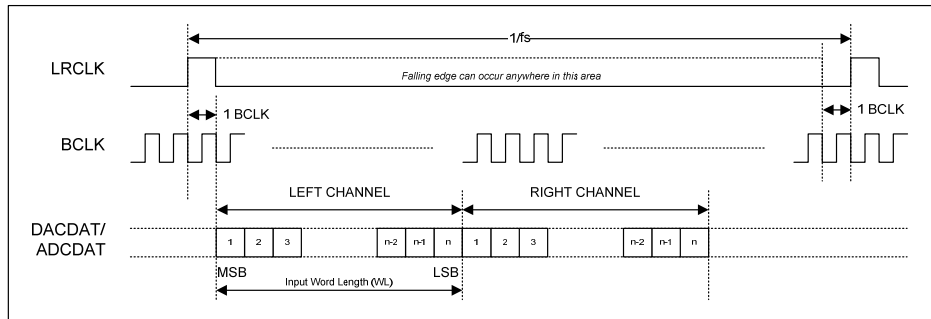 1/fs
LRCLK
Falling edge can occur anywhere in this area
1 BCLK
1 BCLK
BCLK
LEFT CHANNEL
RIGHT CHANNEL
DACDAT/
ADCDAT
1 2 3 n-2 n-1 n 1 2 3 n-2 n-1 n
MSB
LSB
Input Word Length (WL)